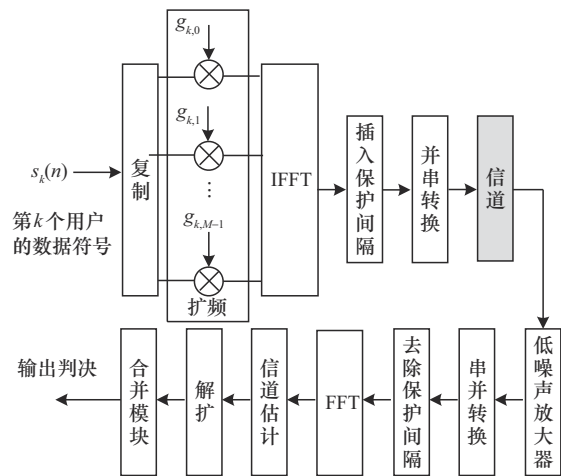 g_{k,0}
g_{k,1}
⋮
g_{k,M−1}
s_k(n)
第k个用户
的数据符号
复制
扩频
IFFT
插入保护间隔
并串转换
信道
输出判决
合并模块
解扩
信道估计
FFT
去除保护间隔
串并转换
低噪声放大器